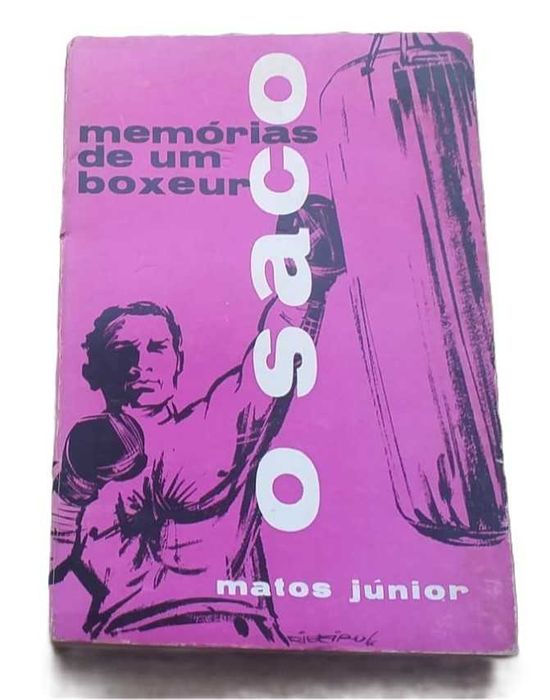 memórias
de um
boxeur
o saco
matos júnior